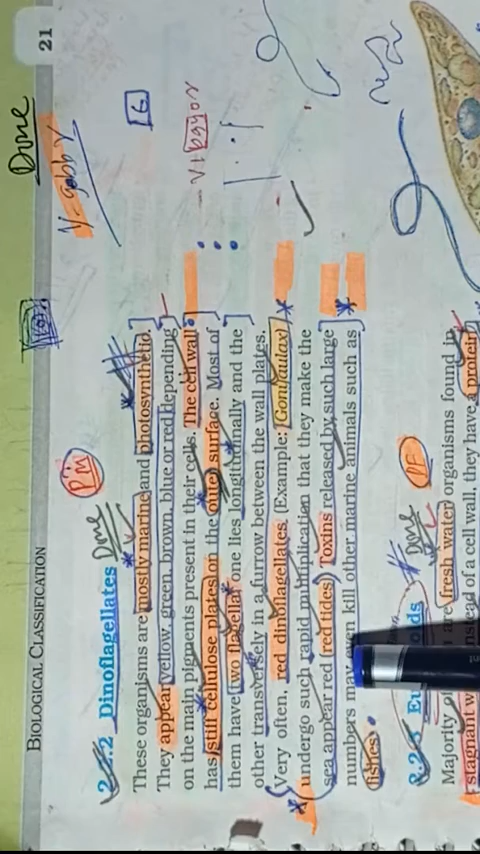 BIOLOGICAL CLASSIFICATION
21
Done
PM
2.2.2 Dinoflagellates Done
These organisms are mostly marine and photosynthetic.
They appear yellow, green, brown, blue or red depending
on the main pigments present in their cells. The cell wall
has stiff cellulose plates on the outer surface. Most of
them have two flagella; one lies longitudinally and the
other transversely in a furrow between the wall plates.
Very often, red dinoflagellates (Example: Gonyaulax)
undergo such rapid multiplication that they make the
sea appear red (red tides). Toxins released by such large
numbers may even kill other marine animals such as
fishes.
G
VIBGYOR
Done
PF
Majority are fresh water organisms found in
stagnant instead of a cell wall, they have a protein